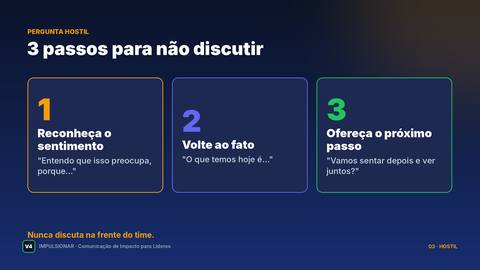 PERGUNTA HOSTIL
3 passos para não discutir
1
Reconheça o
sentimento
"Entendo que isso preocupa,
porque..."
2
Volte ao fato
"O que temos hoje é..."
3
Ofereça o próximo
passo
"Vamos sentar depois e ver
juntos?"
Nunca discuta na frente do time.
V4 IMPULSIONAR · Comunicação de Impacto para Líderes
03 · HOSTIL